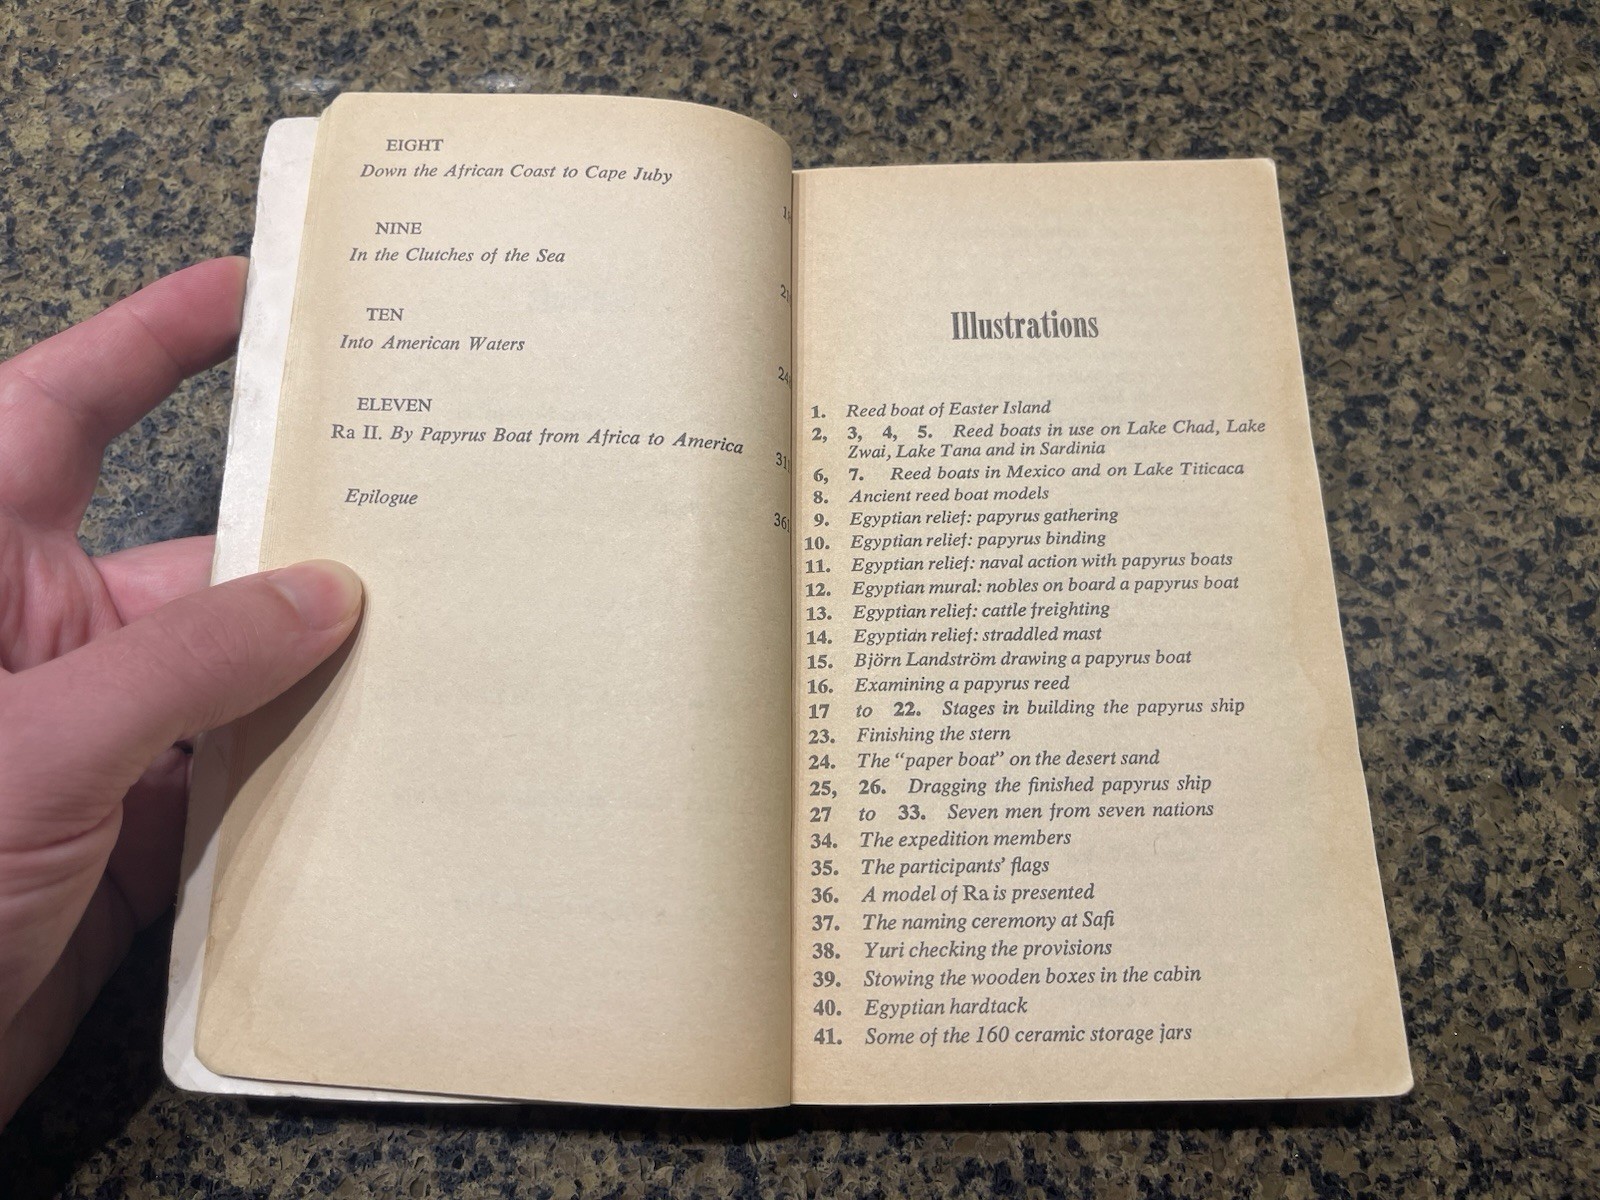 EIGHT
Down the African Coast to Cape Juby
NINE
In the Clutches of the Sea
TEN
Into American Waters
ELEVEN
Ra II. By Papyrus Boat from Africa to America
Epilogue
Illustrations
1. Reed boat of Easter Island
2, 3, 4, 5. Reed boats in use on Lake Chad, Lake
Zwai, Lake Tana and in Sardinia
6, 7. Reed boats in Mexico and on Lake Titicaca
8. Ancient reed boat models
9. Egyptian relief: papyrus gathering
10. Egyptian relief: papyrus binding
11. Egyptian relief: naval action with papyrus boats
12. Egyptian mural: nobles on board a papyrus boat
13. Egyptian relief: cattle freighting
14. Egyptian relief: straddled mast
15. Björn Landström drawing a papyrus boat
16. Examining a papyrus reed
17 to 22. Stages in building the papyrus ship
23. Finishing the stern
24. The "paper boat" on the desert sand
25, 26. Dragging the finished papyrus ship
27 to 33. Seven men from seven nations
34. The expedition members
35. The participants' flags
36. A model of Ra is presented
37. The naming ceremony at Safi
38. Yuri checking the provisions
39. Stowing the wooden boxes in the cabin
40. Egyptian hardtack
41. Some of the 160 ceramic storage jars